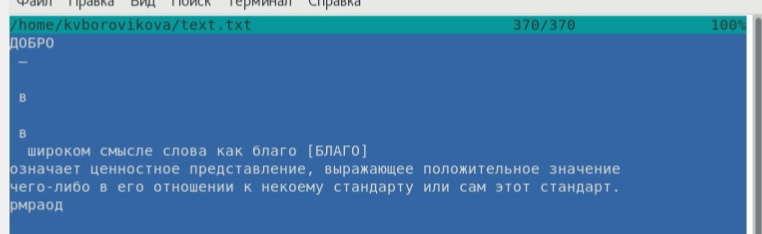 Файл Правка Вид Поиск Терминал Справка
/home/kvborovikova/text.txt 370/370 100%
ДОБРО
—
в
в
широком смысле слова как благо [БЛАГО]
означает ценностное представление, выражающее положительное значение
чего-либо в его отношении к некоему стандарту или сам этот стандарт.
рмраод